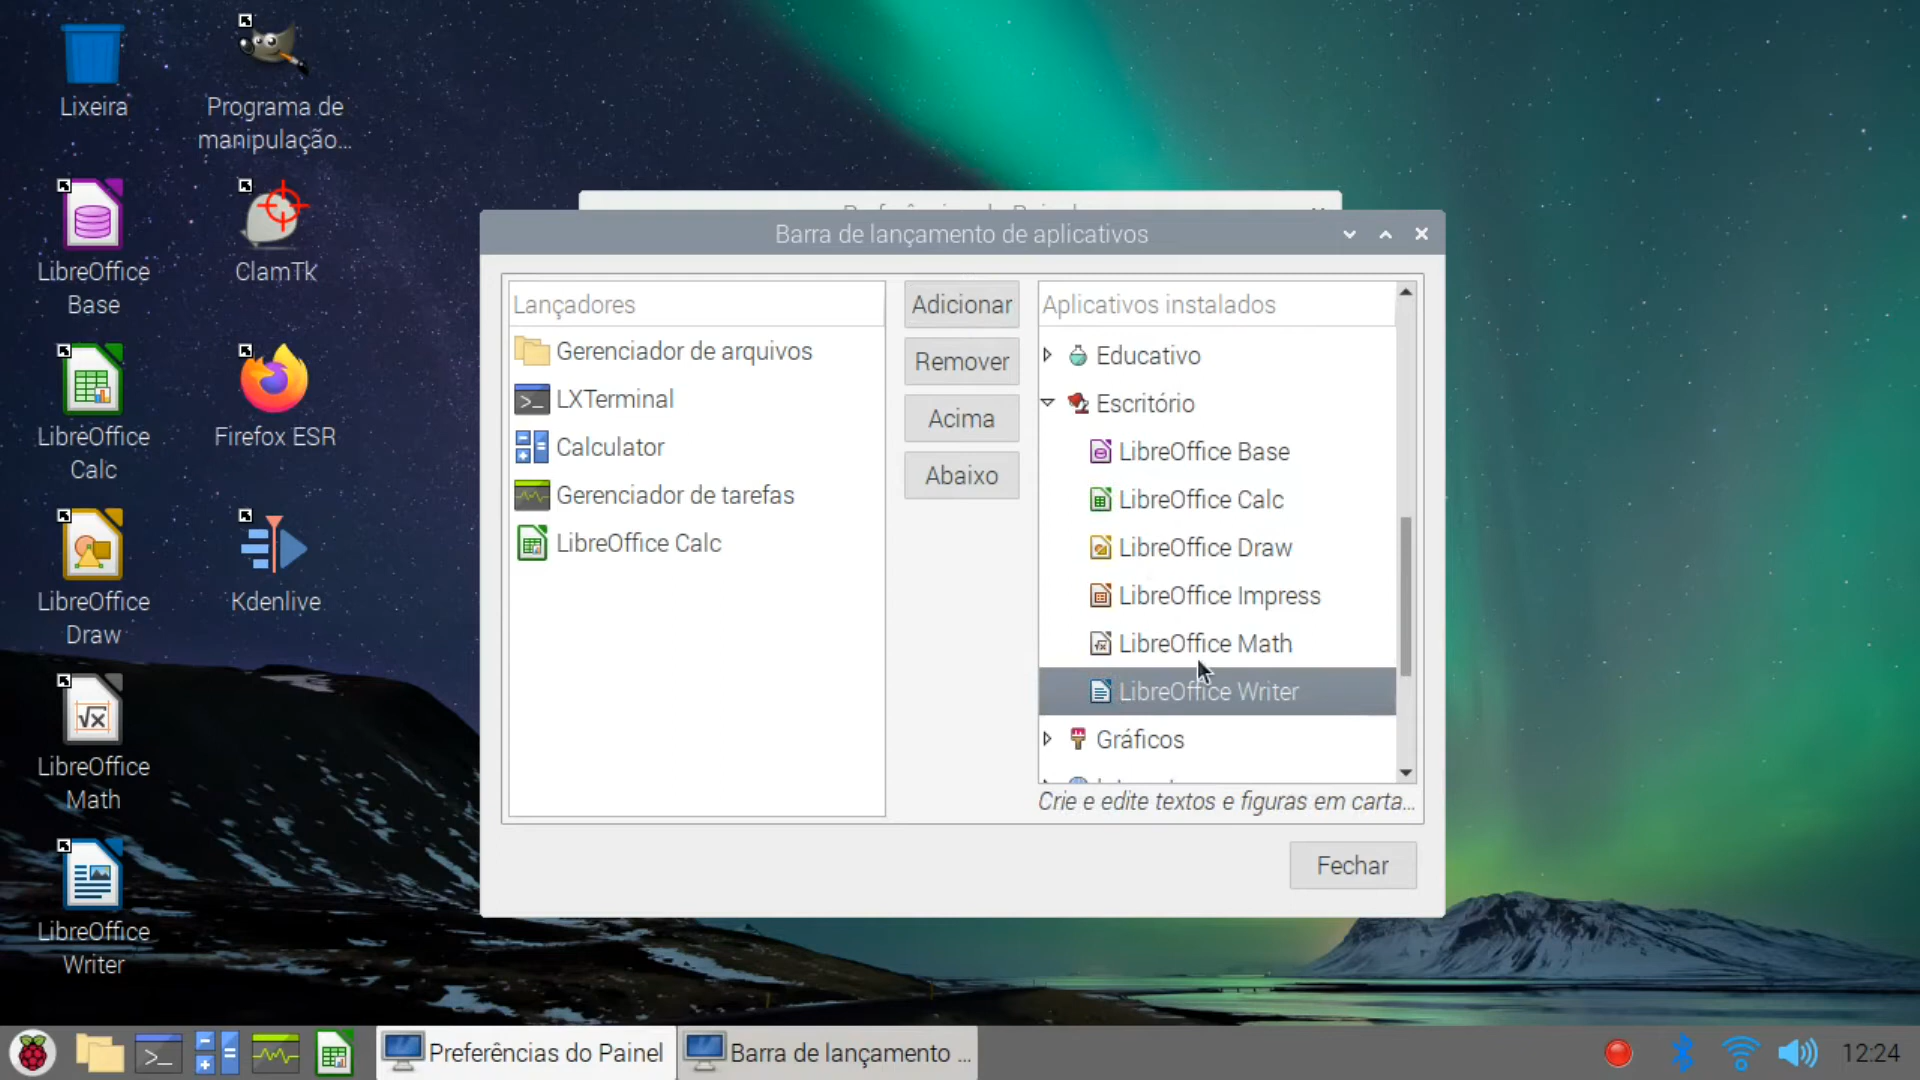 Lixeira
Programa de
manipulação...
LibreOffice
Base
ClamTk
LibreOffice
Calc
Firefox ESR
LibreOffice
Draw
Kdenlive
LibreOffice
Math
LibreOffice
Writer
Barra de lançamento de aplicativos
Lançadores
Gerenciador de arquivos
LXTerminal
Calculator
Gerenciador de tarefas
LibreOffice Calc
Adicionar
Remover
Acima
Abaixo
Aplicativos instalados
Educativo
Escritório
LibreOffice Base
LibreOffice Calc
LibreOffice Draw
LibreOffice Impress
LibreOffice Math
LibreOffice Writer
Gráficos
Crie e edite textos e figuras em carta...
Fechar
Preferências do Painel
Barra de lançamento ...
12:24